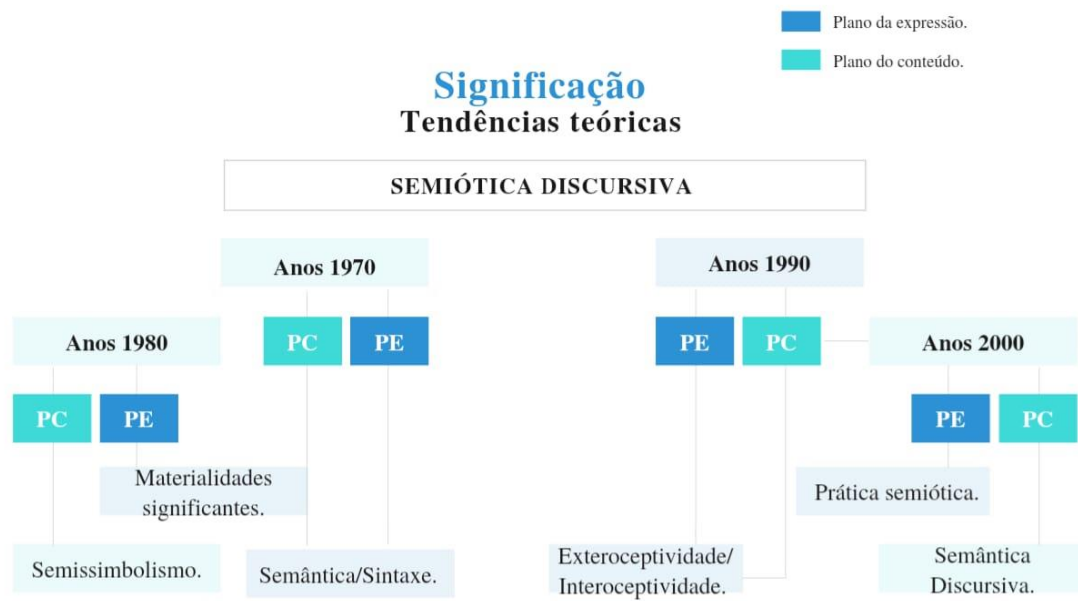 Plano da expressão.
Plano do conteúdo.
Significação
Tendências teóricas
SEMIÓTICA DISCURSIVA
Anos 1970
Anos 1990
Anos 1980
PC
PE
PE
PC
Anos 2000
PC
PE
PE
PC
Materialidades
significantes.
Prática semiótica.
Semissimbolismo.
Semântica/Sintaxe.
Exteroceptividade/
Interoceptividade.
Semântica
Discursiva.